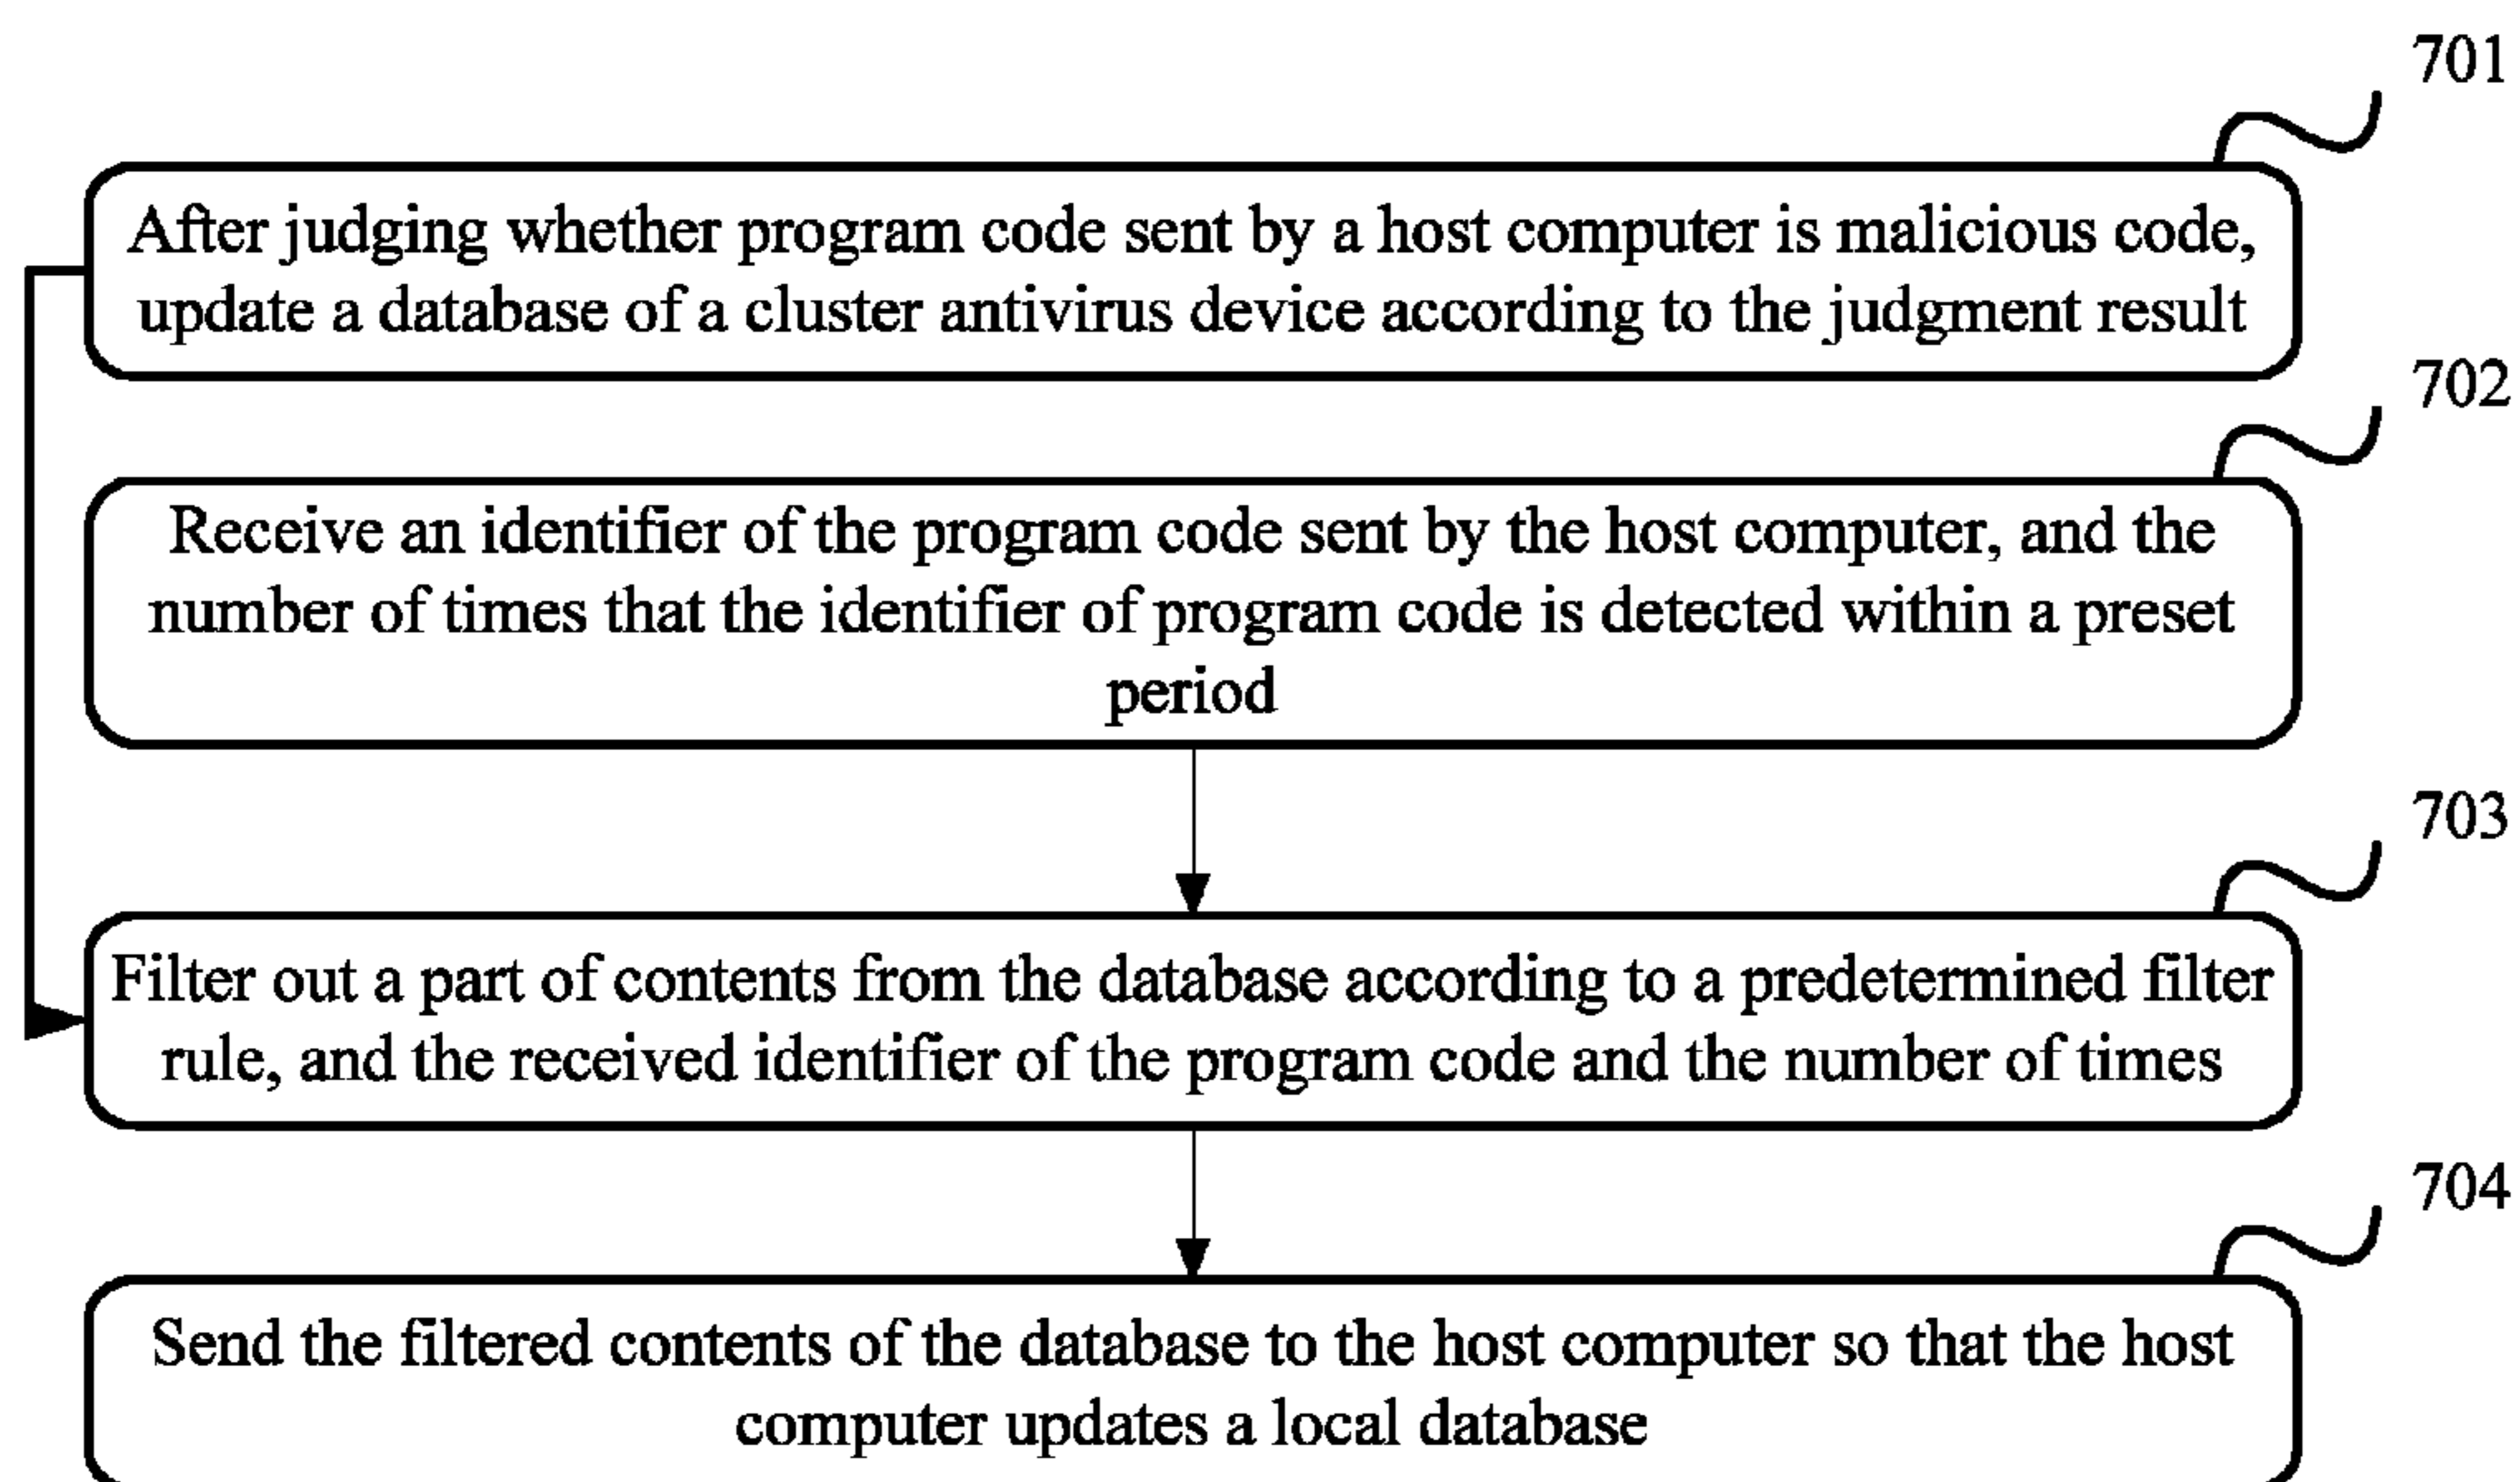 701
After judging whether program code sent by a host computer is malicious code,
update a database of a cluster antivirus device according to the judgment result
702
Receive an identifier of the program code sent by the host computer, and the
number of times that the identifier of program code is detected within a preset
period
703
Filter out a part of contents from the database according to a predetermined filter
rule, and the received identifier of the program code and the number of times
704
Send the filtered contents of the database to the host computer so that the host
computer updates a local database